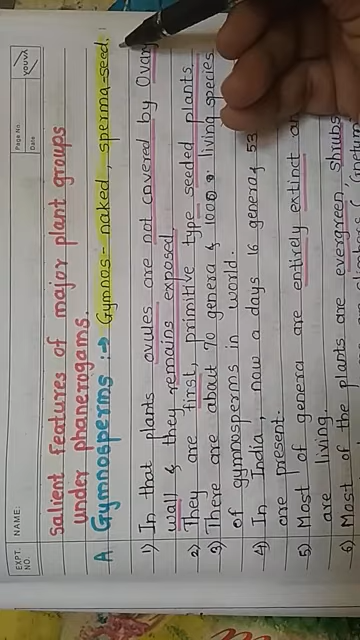 EXPT. NO.
NAME:
Page No.
Date
YOUVA
Salient features of major plant groups
under phanerogams.
A Gymnosperms :→ Gymnos:- naked, sperma-seed,
1) In that plants ovules are not covered by Ovary
wall & they remains exposed
2) They are first, primitive type seeded plants
3) There are about 70 genera & 1000 living species
of gymnosperms in world.
4) In India, now a days 16 genera & 53
are present.
5) Most of genera are entirely extinct
are living.
6) Most of the plants are evergreen shrubs